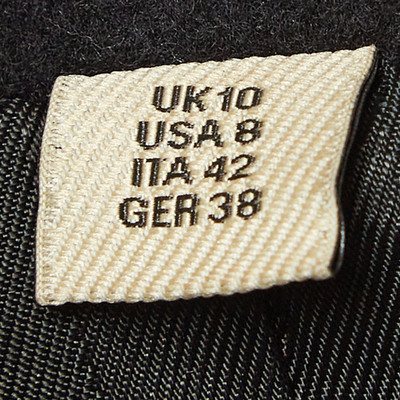 UK 10
USA 8
ITA 42
GER 38